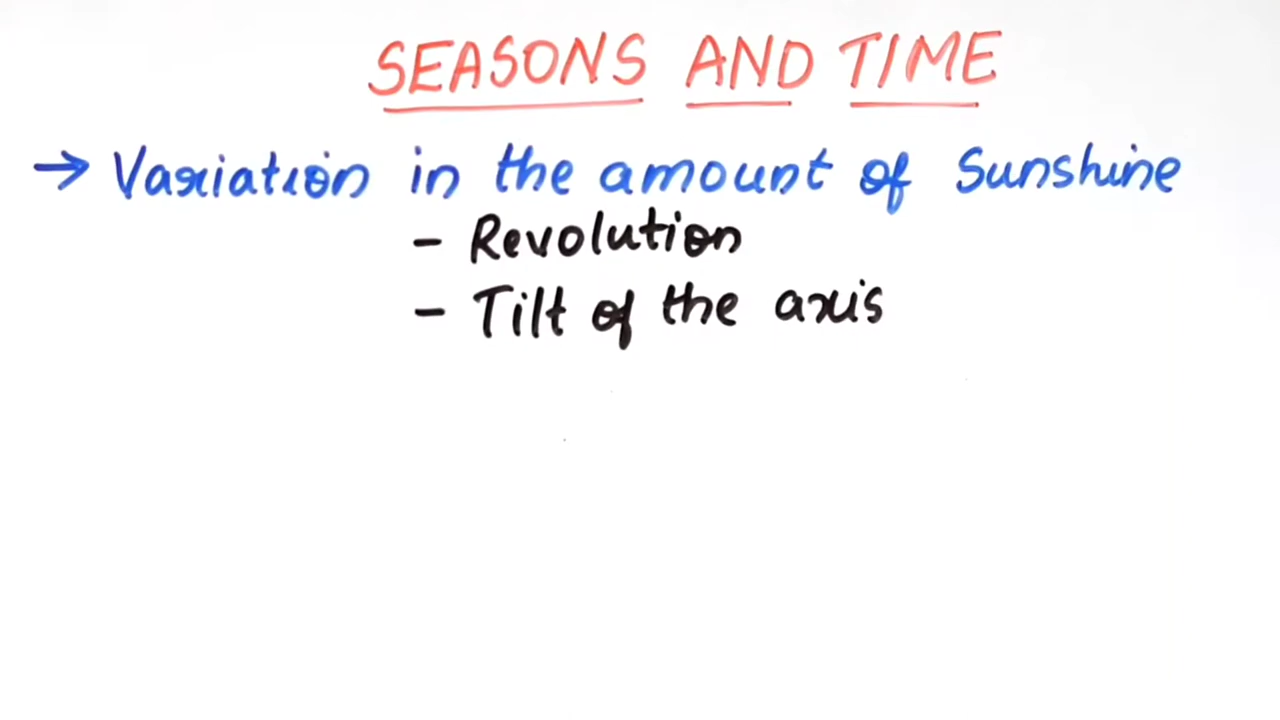 SEASONS AND TIME
→ Variation in the amount of Sunshine
- Revolution
- Tilt of the axis